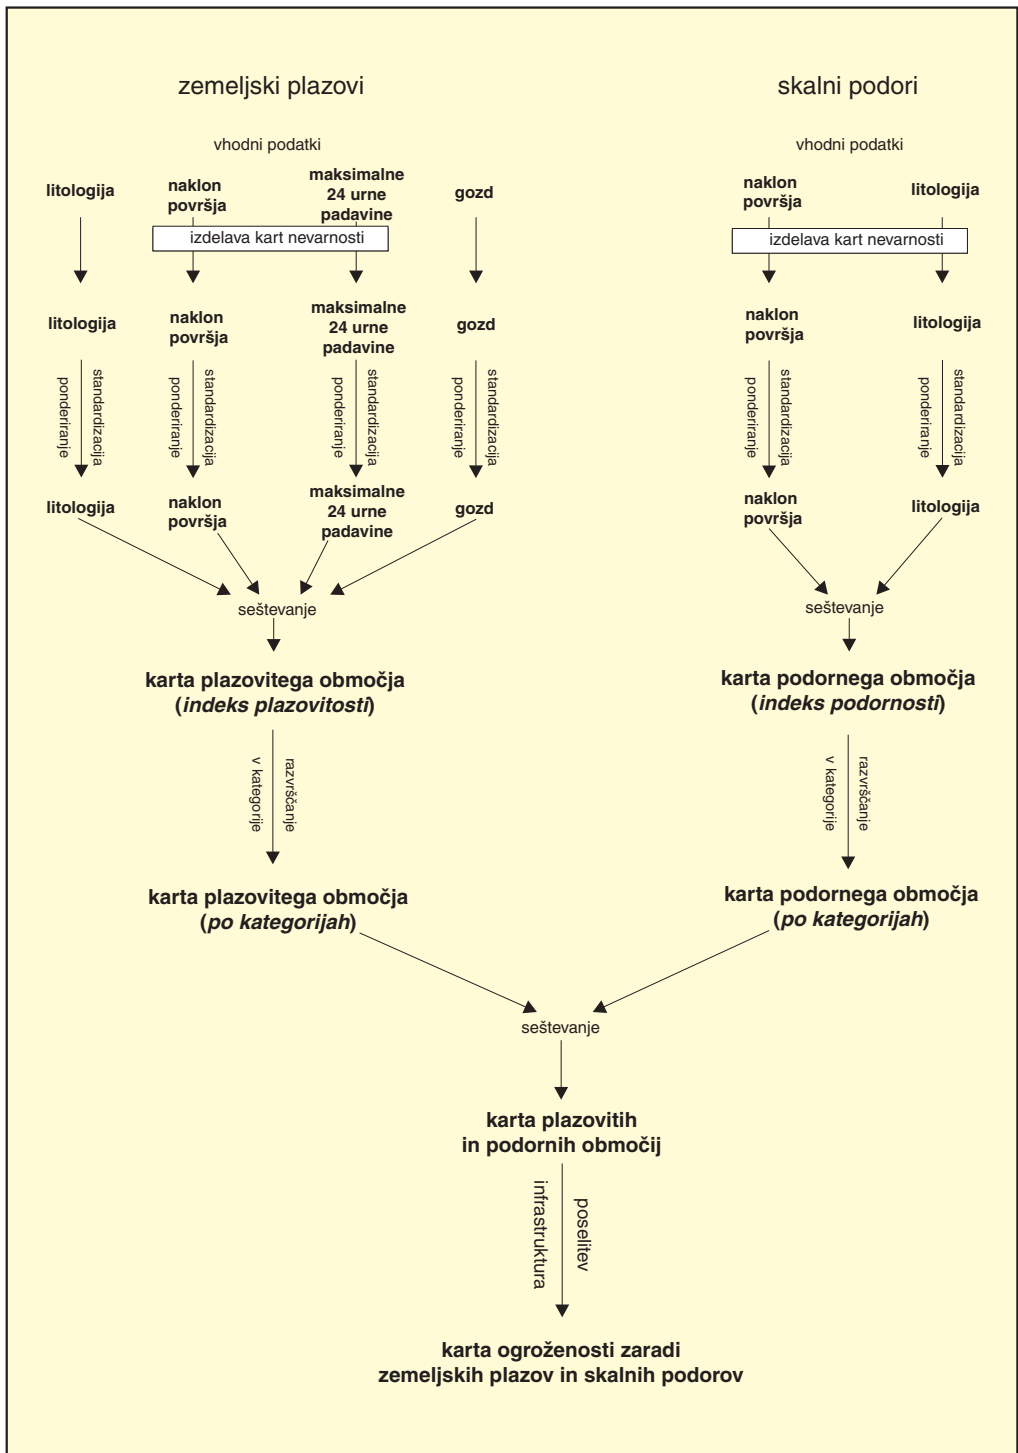 zemeljski plazovi
skalni podori
vhodni podatki
vhodni podatki
litologija
naklon
površja
maksimalne
24 urne
padavine
gozd
naklon
površja
litologija
izdelava kart nevarnosti
izdelava kart nevarnosti
litologija
naklon
površja
maksimalne
24 urne
padavine
gozd
naklon
površja
litologija
ponderiranje
standardizacija
ponderiranje
standardizacija
ponderiranje
standardizacija
ponderiranje
standardizacija
ponderiranje
standardizacija
ponderiranje
standardizacija
litologija
naklon
površja
maksimalne
24 urne
padavine
gozd
naklon
površja
litologija
seštevanje
seštevanje
karta plazovitega območja
(indeks plazovitosti)
karta podornega območja
(indeks podornosti)
v kategorije
razvrščanje
v kategorije
razvrščanje
karta plazovitega območja
(po kategorijah)
karta podornega območja
(po kategorijah)
seštevanje
karta plazovitih
in podornih območij
infrastruktura
poselitev
karta ogroženosti zaradi
zemeljskih plazov in skalnih podorov